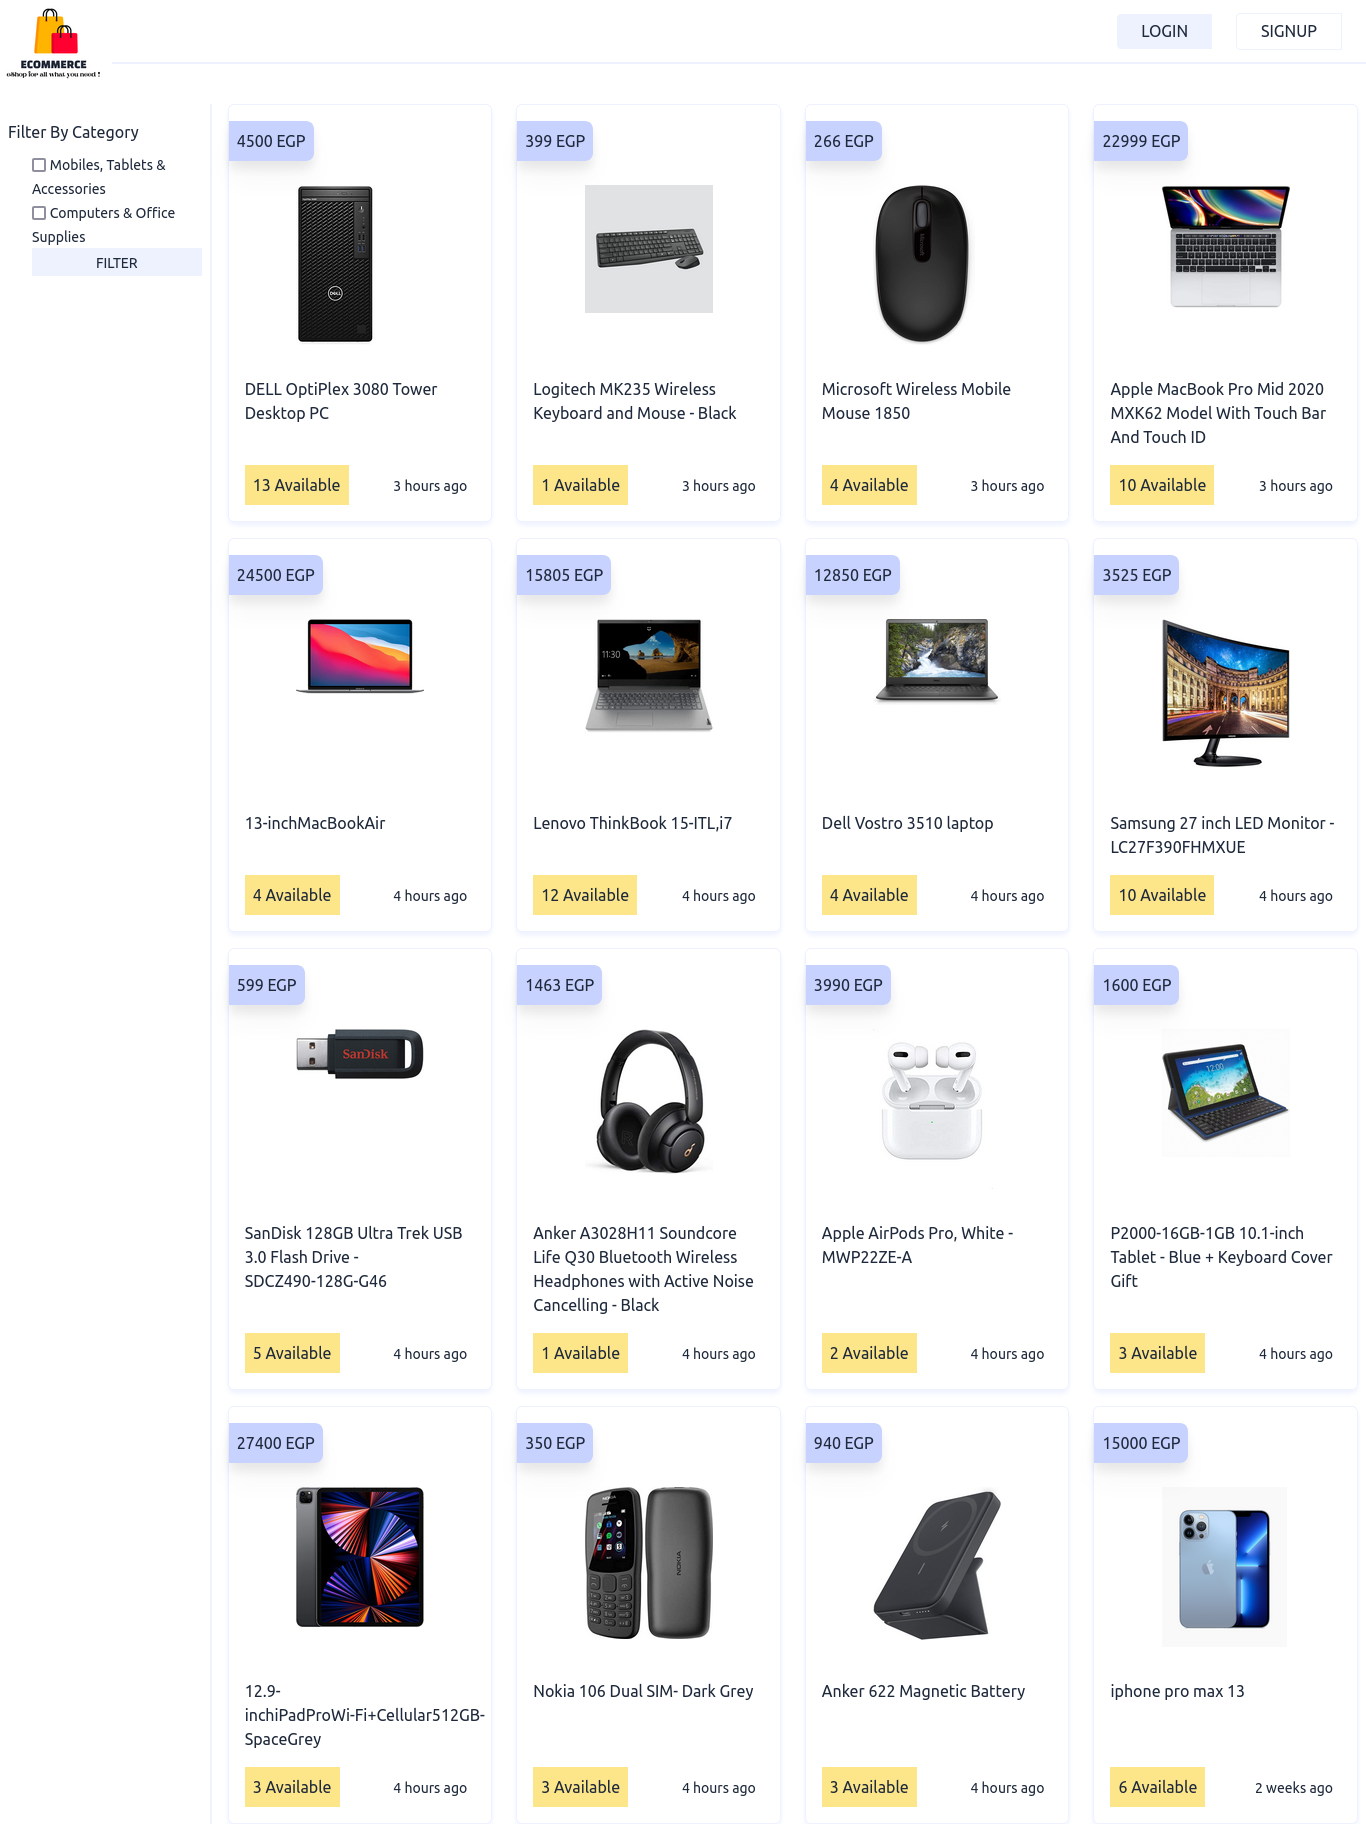 ECOMMERCE
eShop for all what you need !
LOGIN
SIGNUP
Filter By Category
Mobiles, Tablets &
Accessories
Computers & Office
Supplies
FILTER
4500 EGP
DELL
DELL OptiPlex 3080 Tower
Desktop PC
13 Available
3 hours ago
399 EGP
Logitech MK235 Wireless
Keyboard and Mouse - Black
1 Available
3 hours ago
266 EGP
Microsoft
Microsoft Wireless Mobile
Mouse 1850
4 Available
3 hours ago
22999 EGP
Apple MacBook Pro Mid 2020
MXK62 Model With Touch Bar
And Touch ID
10 Available
3 hours ago
24500 EGP
13-inchMacBookAir
4 Available
4 hours ago
15805 EGP
11:30
Lenovo ThinkBook 15-ITL,i7
12 Available
4 hours ago
12850 EGP
Dell Vostro 3510 laptop
4 Available
4 hours ago
3525 EGP
Samsung 27 inch LED Monitor -
LC27F390FHMXUE
10 Available
4 hours ago
599 EGP
SanDisk
SanDisk 128GB Ultra Trek USB
3.0 Flash Drive -
SDCZ490-128G-G46
5 Available
4 hours ago
1463 EGP
Anker A3028H11 Soundcore
Life Q30 Bluetooth Wireless
Headphones with Active Noise
Cancelling - Black
1 Available
4 hours ago
3990 EGP
Apple AirPods Pro, White -
MWP22ZE-A
2 Available
4 hours ago
1600 EGP
12:00
P2000-16GB-1GB 10.1-inch
Tablet - Blue + Keyboard Cover
Gift
3 Available
4 hours ago
27400 EGP
12.9-
inchiPadProWi-Fi+Cellular512GB-
SpaceGrey
3 Available
4 hours ago
350 EGP
NOKIA
NOKIA
Nokia 106 Dual SIM- Dark Grey
3 Available
4 hours ago
940 EGP
Anker 622 Magnetic Battery
3 Available
4 hours ago
15000 EGP
iphone pro max 13
6 Available
2 weeks ago